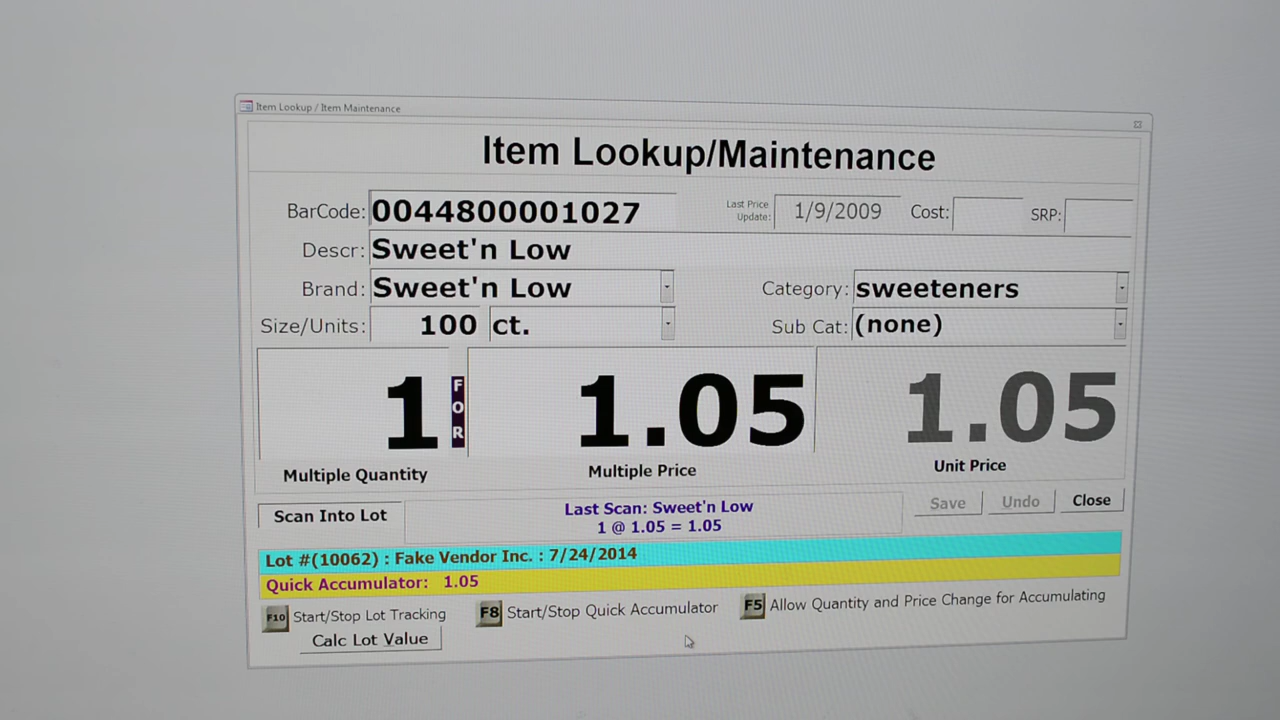 Item Lookup / Item Maintenance
Item Lookup/Maintenance
BarCode: 0044800001027 Last Price Update: 1/9/2009 Cost: SRP:
Descr: Sweet'n Low
Brand: Sweet'n Low Category: sweeteners
Size/Units: 100 ct. Sub Cat: (none)
1 FOR 1.05 1.05
Multiple Quantity Multiple Price Unit Price
Scan Into Lot Last Scan: Sweet'n Low Save Undo Close
1 @ 1.05 = 1.05
Lot #(10062) : Fake Vendor Inc. : 7/24/2014
Quick Accumulator: 1.05
F10 Start/Stop Lot Tracking F8 Start/Stop Quick Accumulator F5 Allow Quantity and Price Change for Accumulating
Calc Lot Value